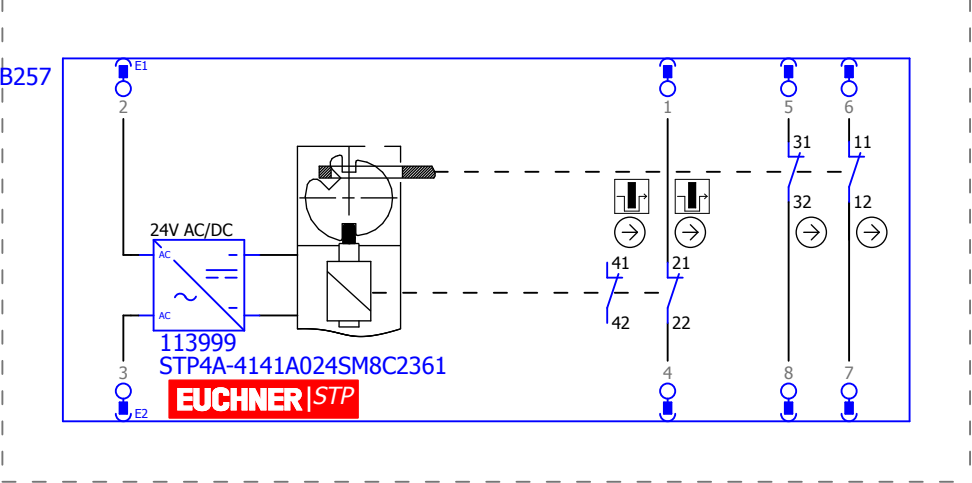 B257
E1
2
1
5
6
31
11
32
12
24V AC/DC
AC
AC
41
21
42
22
113999
STP4A-4141A024SM8C2361
EUCHNER STP
3
4
8
7
E2